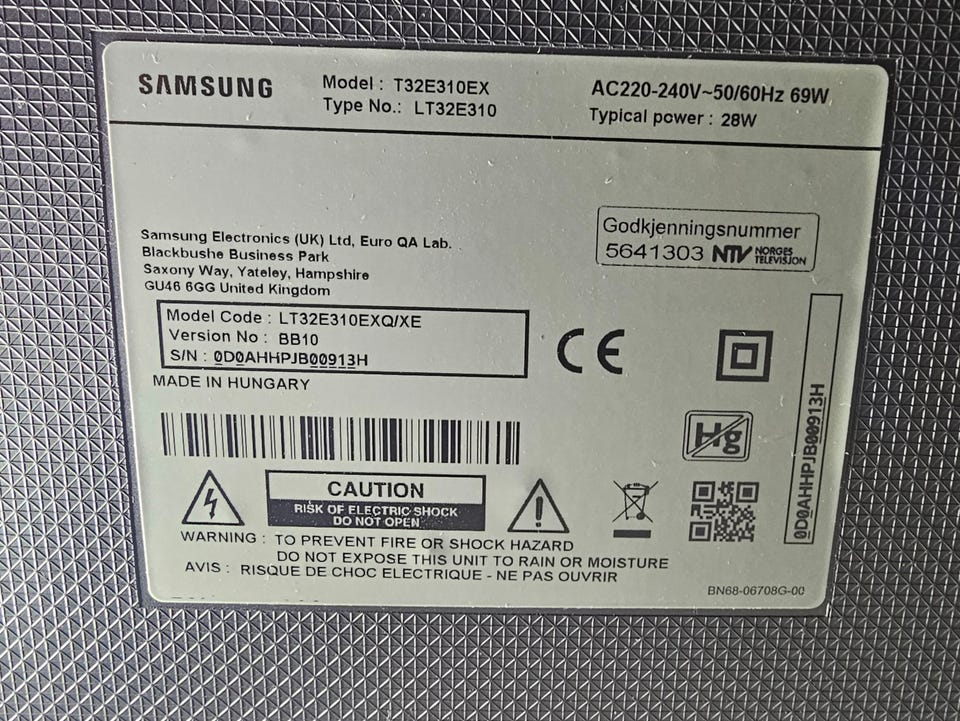 SAMSUNG
Model : T32E310EX
Type No.: LT32E310
AC220-240V~50/60Hz 69W
Typical power : 28W
Godkjenningsnummer
5641303 NTV NORGES TELEVISJON
Samsung Electronics (UK) Ltd, Euro QA Lab.
Blackbushe Business Park
Saxony Way, Yateley, Hampshire
GU46 6GG United Kingdom
Model Code : LT32E310EXQ/XE
Version No : BB10
S/N : 0D0AHHPJB00913H
MADE IN HUNGARY
CE
Hg
0D0AHHPJB00913H
CAUTION
RISK OF ELECTRIC SHOCK
DO NOT OPEN
WARNING : TO PREVENT FIRE OR SHOCK HAZARD
DO NOT EXPOSE THIS UNIT TO RAIN OR MOISTURE
AVIS : RISQUE DE CHOC ELECTRIQUE - NE PAS OUVRIR
BN68-06708G-00